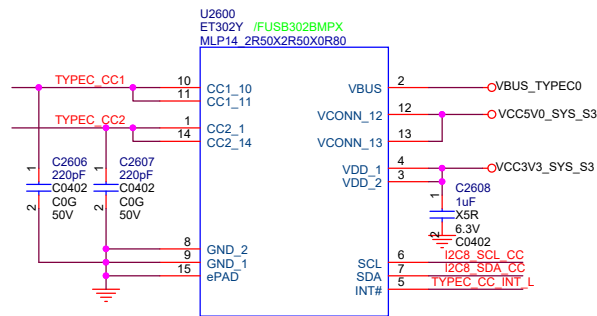 U2600
ET302Y /FUSB302BMPX
MLP14_2R50X2R50X0R80
TYPEC_CC1
10 CC1_10
11 CC1_11
TYPEC_CC2
1 CC2_1
14 CC2_14
VBUS 2 VBUS_TYPEC0
VCONN_12 12 VCC5V0_SYS_S3
VCONN_13 13
VDD_1 4 VCC3V3_SYS_S3
VDD_2 3
1 C2606
220pF
C0402
2 C0G
50V
1 C2607
220pF
C0402
2 C0G
50V
1 C2608
1uF
X5R
2 6.3V
C0402
8 GND_2
9 GND_1
15 ePAD
SCL 6 I2C8_SCL_CC
SDA 7 I2C8_SDA_CC
INT# 5 TYPEC_CC_INT_L